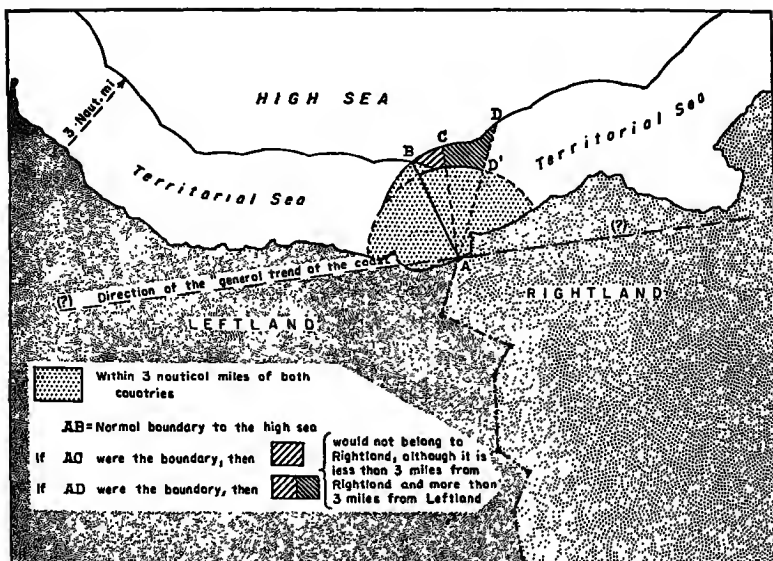 HIGH SEA
3 Naut. mi
D
C
B
D'
Territorial Sea
Territorial Sea
A
(?)
(?) Direction of the "general trend of the coast
RIGHTLAND
LEFTLAND
Within 3 nautical miles of both
countries
AB = Normal boundary to the high sea
If AC were the boundary, then
If AD were the boundary, then
would not belong to
Rightland, although it is
less than 3 miles from
Rightland and more than
3 miles from Leftland